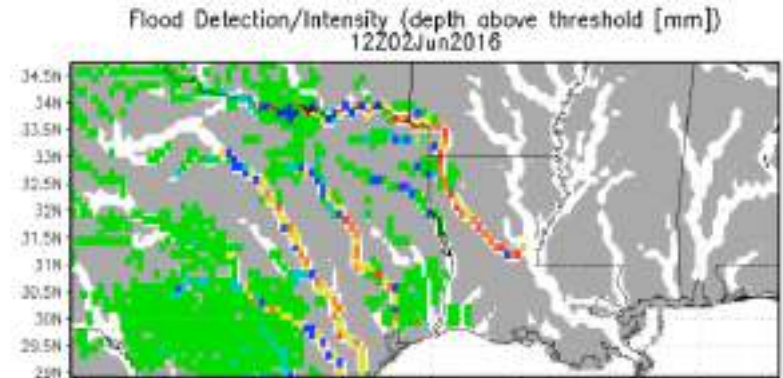 Flood Detection/Intensity (depth above threshold [mm])
12Z02Jun2016
34.5N
34N
33.5N
33N
32.5N
32N
31.5N
31N
30.5N
30N
29.5N
29N